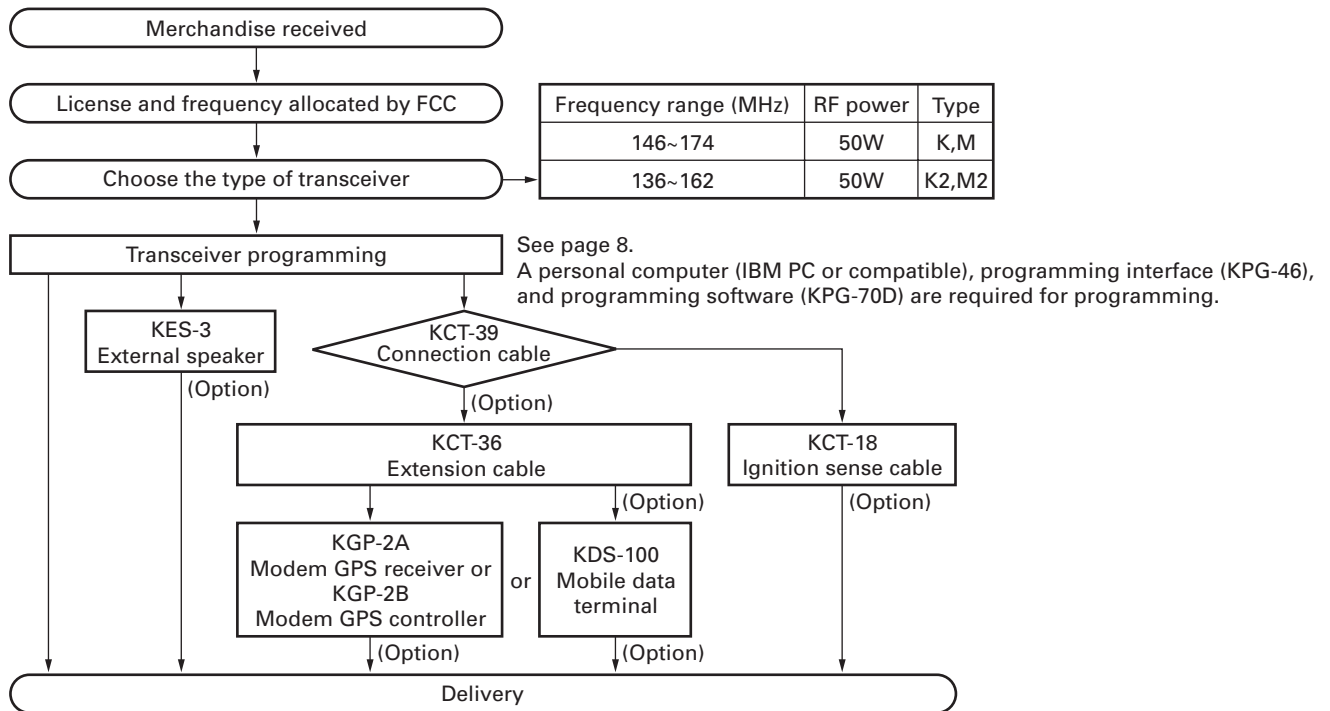 Merchandise received
License and frequency allocated by FCC
Choose the type of transceiver
Frequency range (MHz) RF power Type
146~174 50W K,M
136~162 50W K2,M2
Transceiver programming
See page 8.
A personal computer (IBM PC or compatible), programming interface (KPG-46),
and programming software (KPG-70D) are required for programming.
KES-3
External speaker
(Option)
KCT-39
Connection cable
(Option)
KCT-36
Extension cable
(Option)
KCT-18
Ignition sense cable
(Option)
KGP-2A
Modem GPS receiver or
KGP-2B
Modem GPS controller
(Option)
or
KDS-100
Mobile data
terminal
(Option)
Delivery